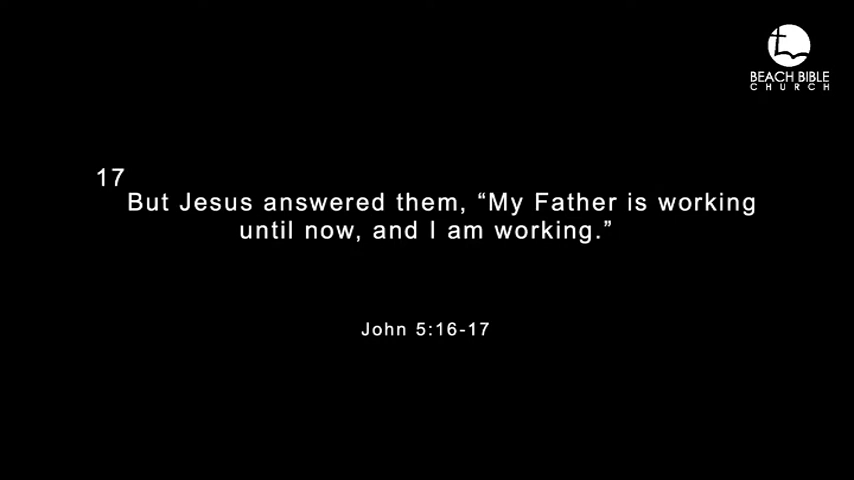 BEACH BIBLE
CHURCH
17
But Jesus answered them, “My Father is working
until now, and I am working.”
John 5:16-17